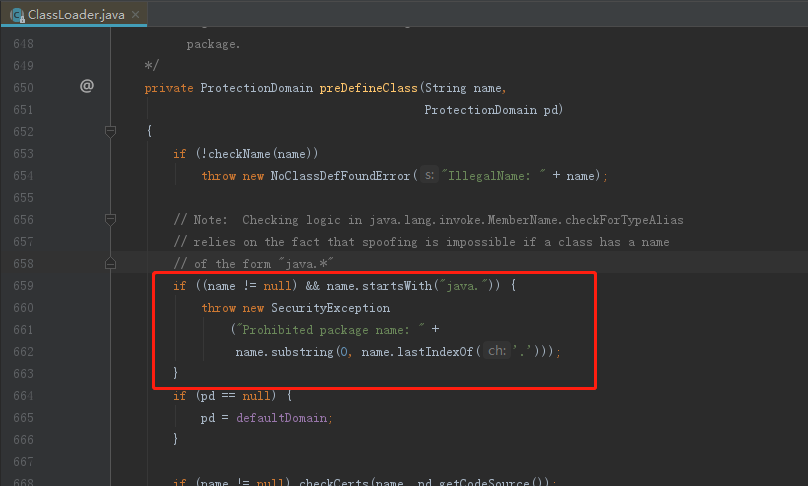 ClassLoader.java
648 package.
649 */
650 @ private ProtectionDomain preDefineClass(String name,
651 ProtectionDomain pd)
652 {
653 if (!checkName(name))
654 throw new NoClassDefFoundError( s: "IllegalName: " + name);
655
656 // Note: Checking logic in java.lang.invoke.MemberName.checkForTypeAlias
657 // relies on the fact that spoofing is impossible if a class has a name
658 // of the form "java.*"
659 if ((name != null) && name.startsWith("java.")) {
660 throw new SecurityException
661 ("Prohibited package name: " +
662 name.substring(0, name.lastIndexOf( ch: '.')));
663 }
664 if (pd == null) {
665 pd = defaultDomain;
666 }
667
668 if (name != null) checkCerts(name, pd.getCodeSource());